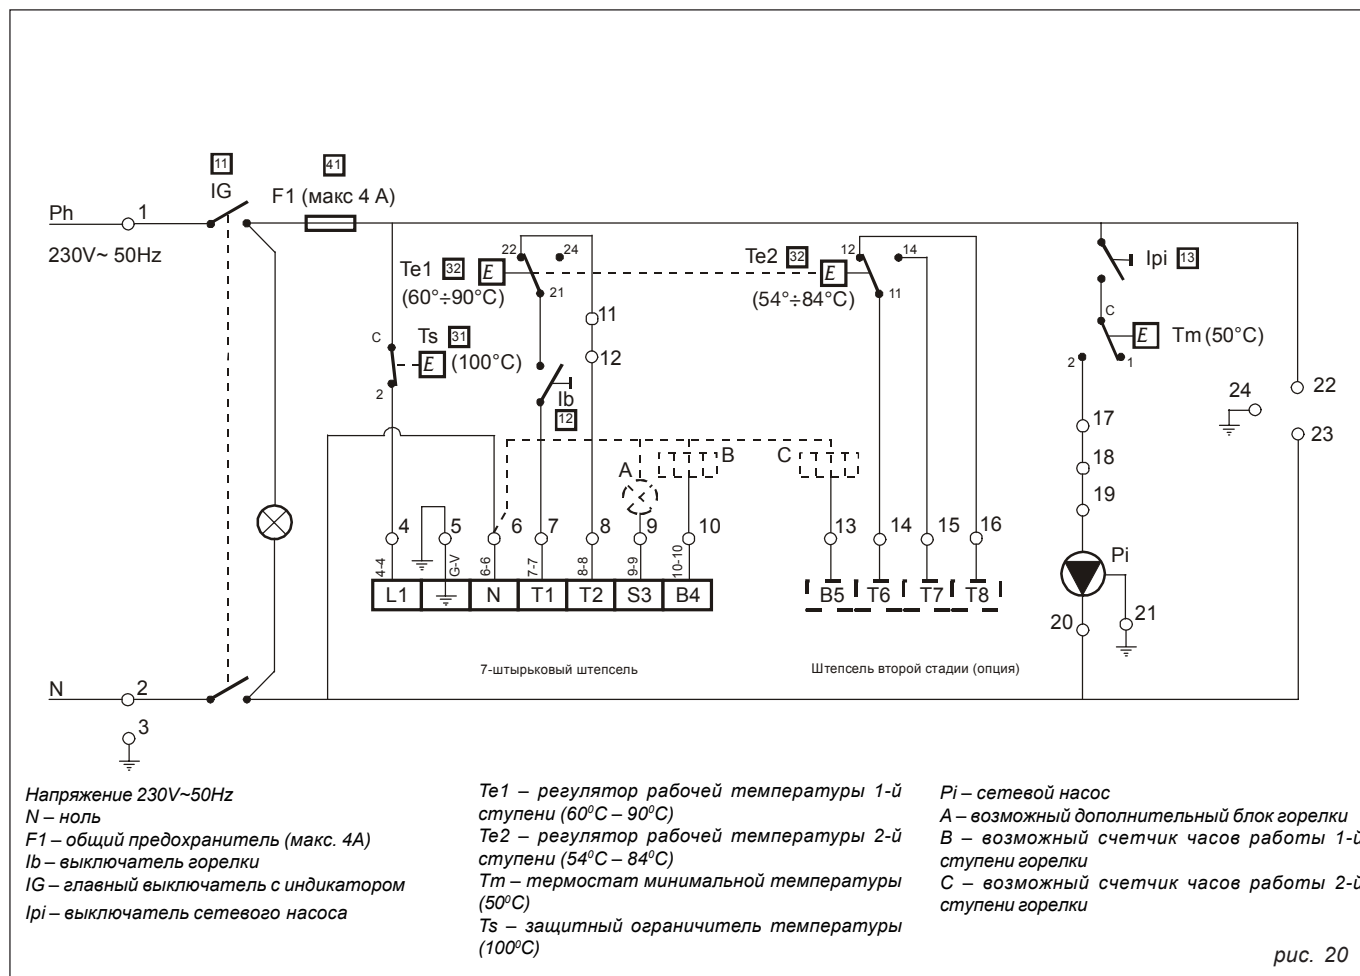 11
41
IG
F1 (макс 4 А)
Ph
1
230V~ 50Hz
22
24
Te1 32
E
(60°÷90°C)
21
12
14
Te2 32
E
(54°÷84°C)
11
Ipi 13
C
E
Tm (50°C)
2
1
11
12
C
Ts 31
E
(100°C)
2
Ib
12
24
22
23
17
18
19
A
B
C
4
5
6
7
8
9
10
13
14
15
16
4-4
G-V
6-6
7-7
8-8
9-9
10-10
L1
N
T1
T2
S3
B4
B5
T6
T7
T8
Pi
20
21
7-штырьковый штепсель
Штепсель второй стадии (опция)
N
2
3
Напряжение 230V~50Hz
N – ноль
F1 – общий предохранитель (макс. 4А)
Ib – выключатель горелки
IG – главный выключатель с индикатором
Ipi – выключатель сетевого насоса
Te1 – регулятор рабочей температуры 1-й
ступени (60⁰C – 90⁰C)
Te2 – регулятор рабочей температуры 2-й
ступени (54⁰C – 84⁰C)
Tm – термостат минимальной температуры
(50⁰C)
Ts – защитный ограничитель температуры
(100⁰C)
Pi – сетевой насос
A – возможный дополнительный блок горелки
B – возможный счетчик часов работы 1-й
ступени горелки
C – возможный счетчик часов работы 2-й
ступени горелки
рис. 20